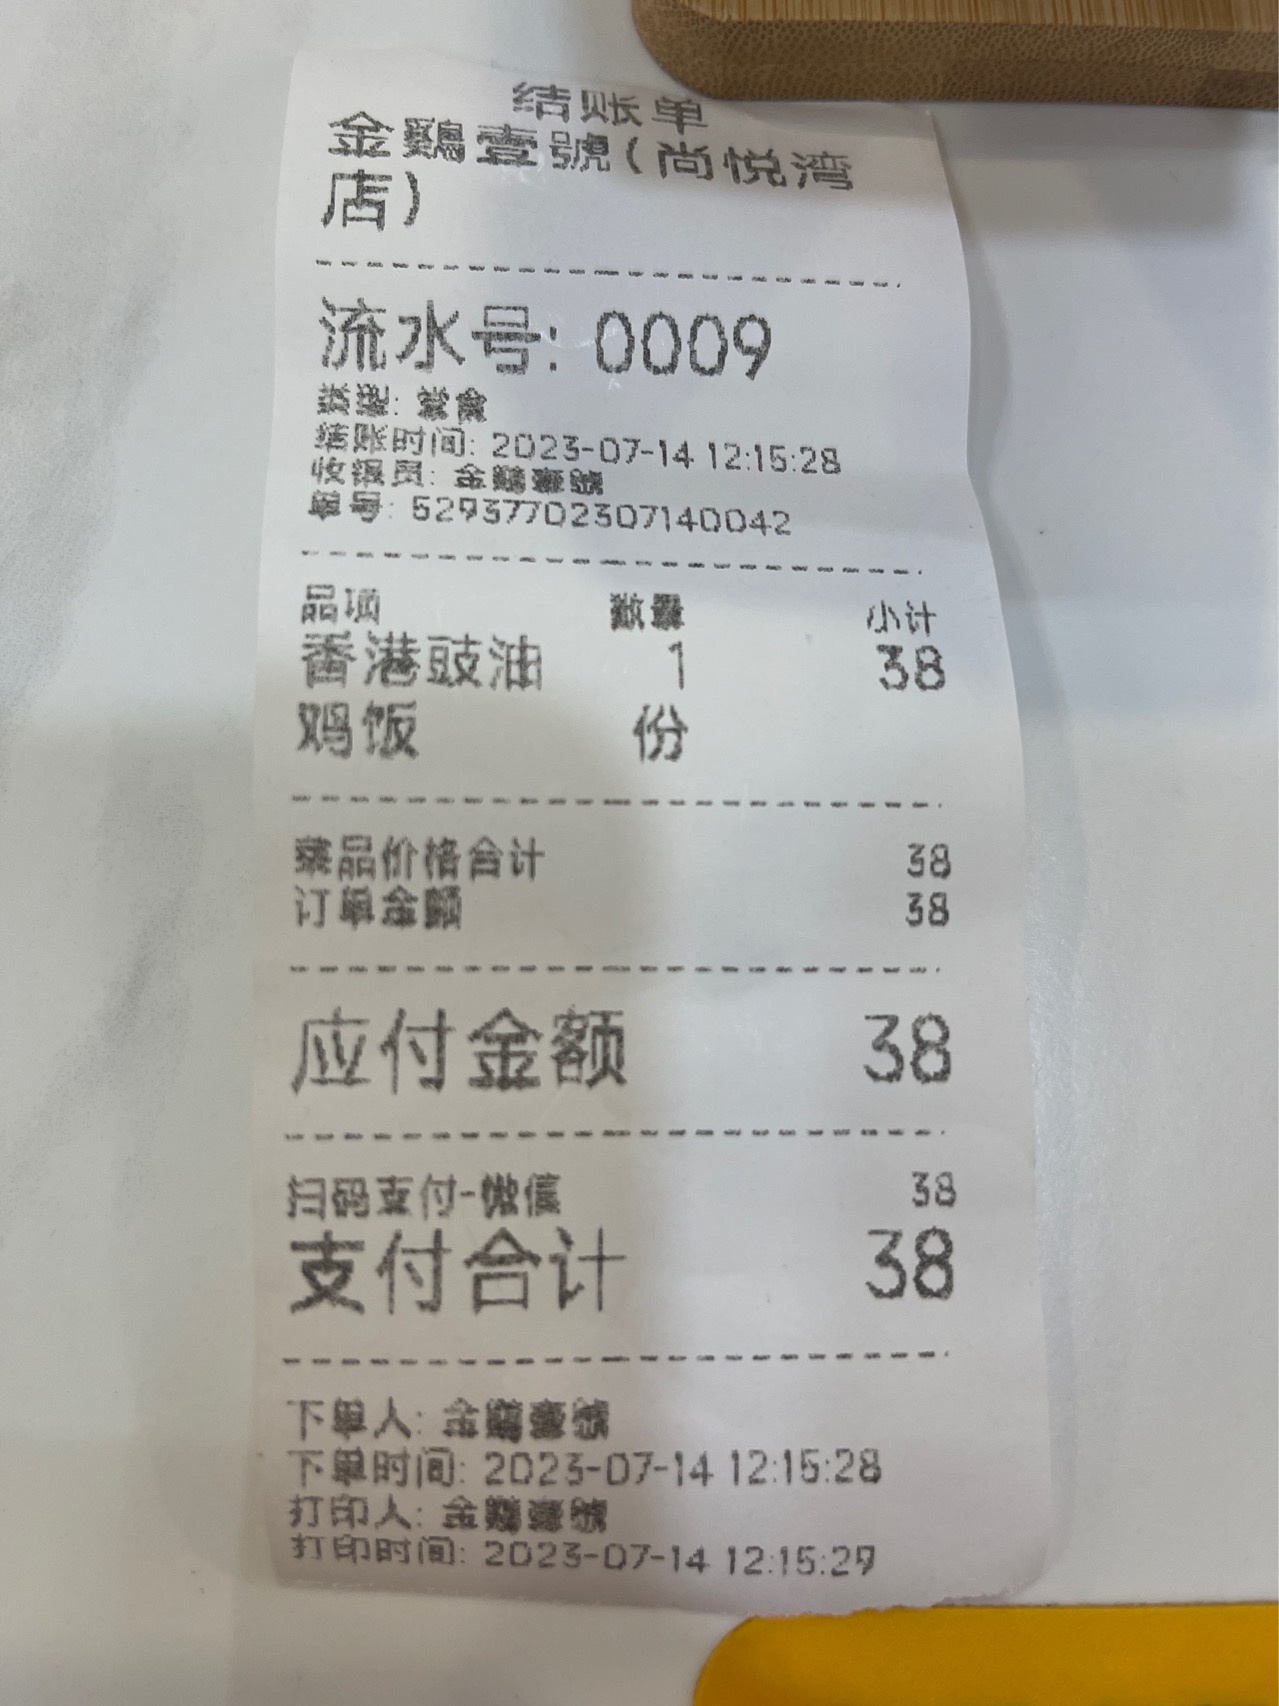 结账单
金鷄壹號(尚悦湾
店)
流水号: 0009
类型: 堂食
结账时间: 2023-07-14 12:15:28
收银员: 金鷄壹號
单号: 52937702307140042
品项 数量 小计
香港豉油 1 38
鸡饭 份
菜品价格合计 38
订单金额 38
应付金额 38
扫码支付-微信 38
支付合计 38
下单人: 金鷄壹號
下单时间: 2023-07-14 12:15:28
打印人: 金鷄壹號
打印时间: 2023-07-14 12:15:29